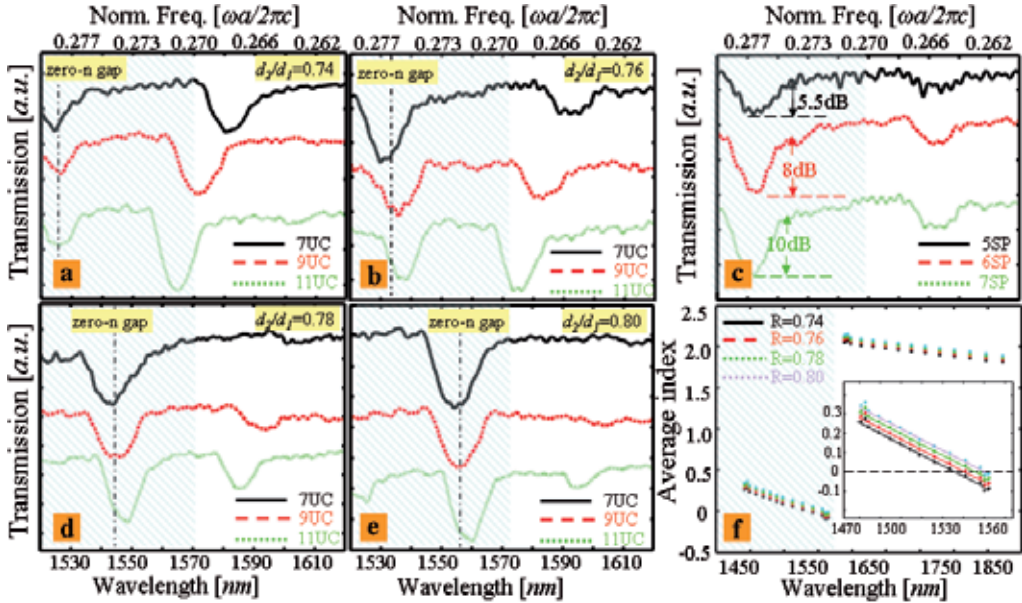 Norm. Freq. [ωa/2πc]
0.277 0.273 0.270 0.266 0.262
Transmission [a.u.]
zero-n gap
d₂/d₁=0.74
7UC
9UC
11UC
a
Norm. Freq. [ωa/2πc]
0.277 0.273 0.270 0.266 0.262
zero-n gap
d₂/d₁=0.76
7UC
9UC
11UC
b
Norm. Freq. [ωa/2πc]
0.277 0.273 0.270 0.266 0.262
Transmission [a.u.]
5.5dB
8dB
10dB
5SP
6SP
7SP
c
Transmission [a.u.]
zero-n gap
d₂/d₁=0.78
7UC
9UC
11UC
d
1530 1550 1570 1590 1610
Wavelength [nm]
zero-n gap
d₂/d₁=0.80
7UC
9UC
11UC
e
1530 1550 1570 1590 1610
Wavelength [nm]
Average index
2.5
2.0
1.5
1.0
0.5
0
-0.5
R=0.74
R=0.76
R=0.78
R=0.80
0.3
0.2
0.1
0
-0.1
1470 1500 1530 1560
f
1450 1550 1650 1750 1850
Wavelength [nm]